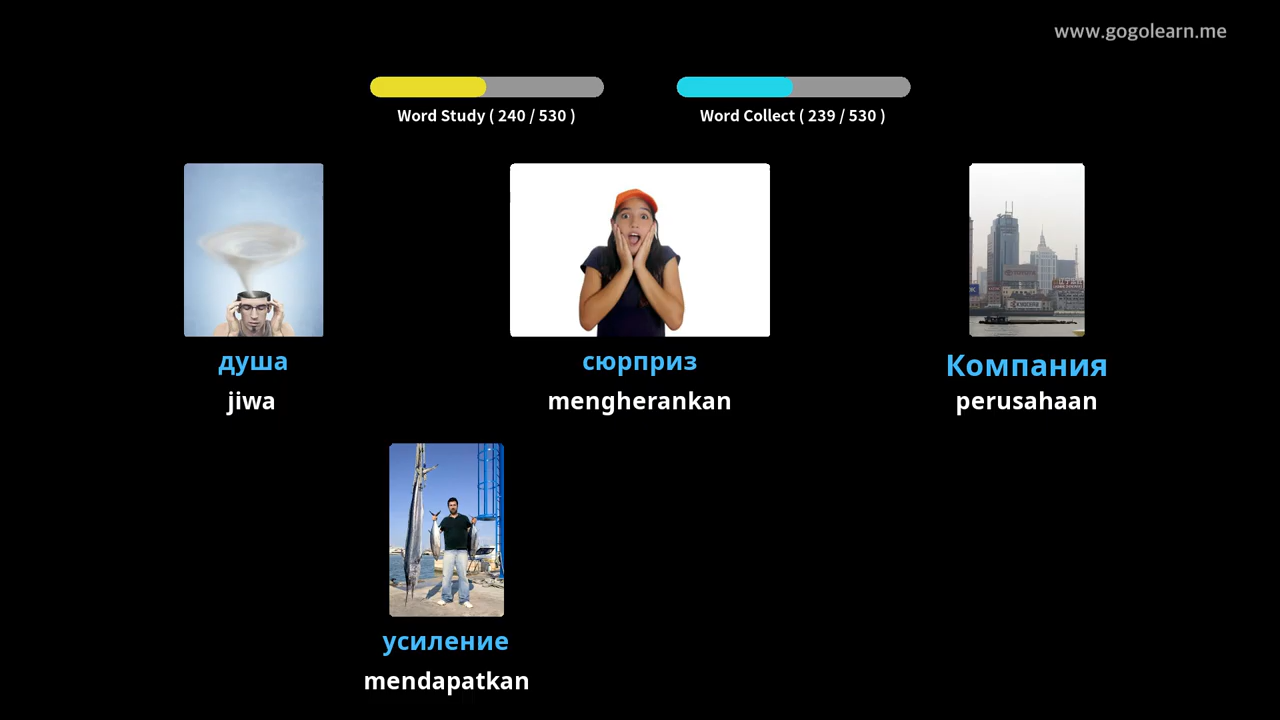 www.gogolearn.me
Word Study ( 240 / 530 )
Word Collect ( 239 / 530 )
душа
сюрприз
Компания
jiwa
mengherankan
perusahaan
TOYOTA
усиление
mendapatkan